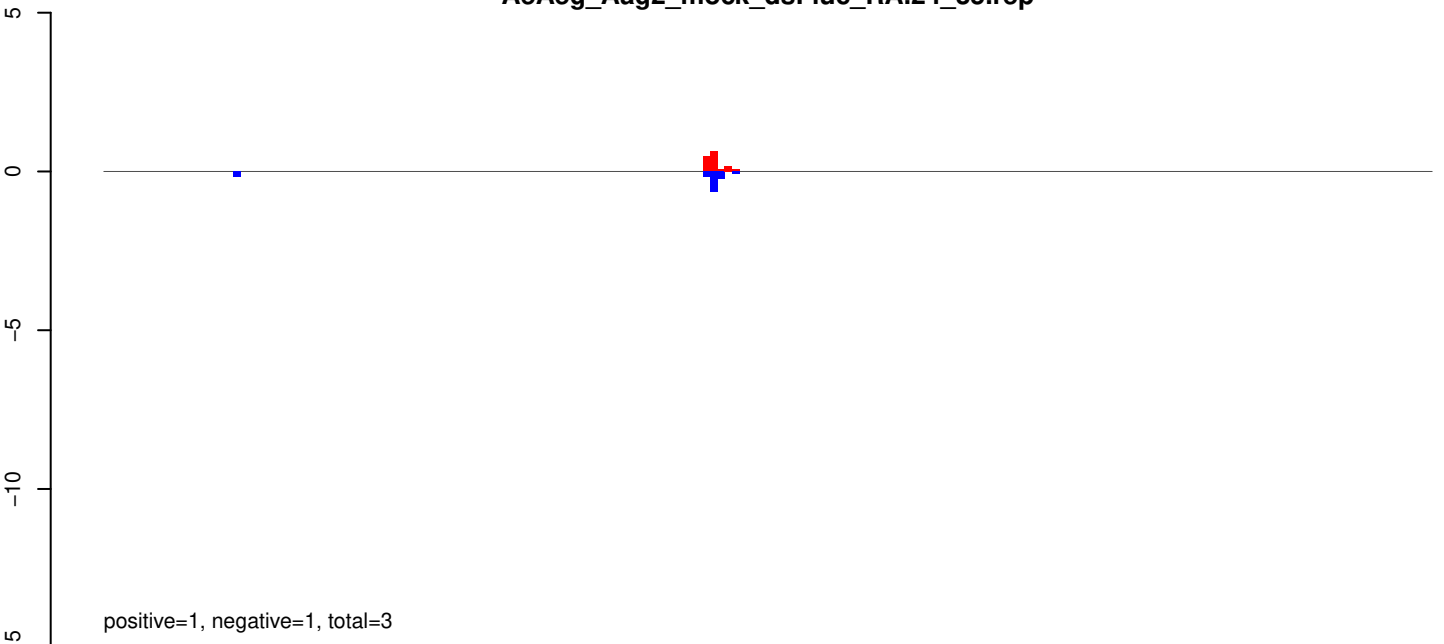 5
0
−5
−10
positive=1, negative=1, total=3